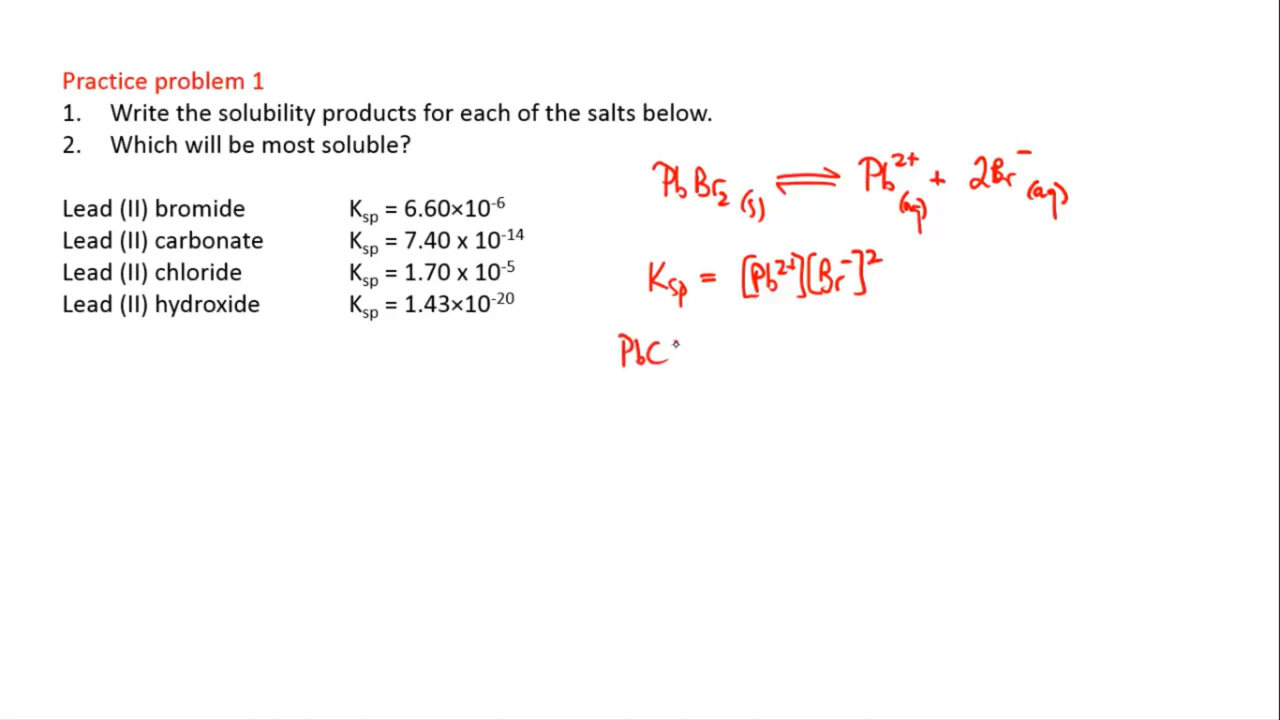 Practice problem 1
1. Write the solubility products for each of the salts below.
2. Which will be most soluble?
Lead (II) bromide Kₛₚ = 6.60×10⁻⁶
Lead (II) carbonate Kₛₚ = 7.40 x 10⁻¹⁴
Lead (II) chloride Kₛₚ = 1.70 x 10⁻⁵
Lead (II) hydroxide Kₛₚ = 1.43×10⁻²⁰
PbBr₂ (s) ⇌ Pb²⁺ (aq) + 2Br⁻ (aq)
Kₛₚ = [Pb²⁺][Br⁻]²
PbC